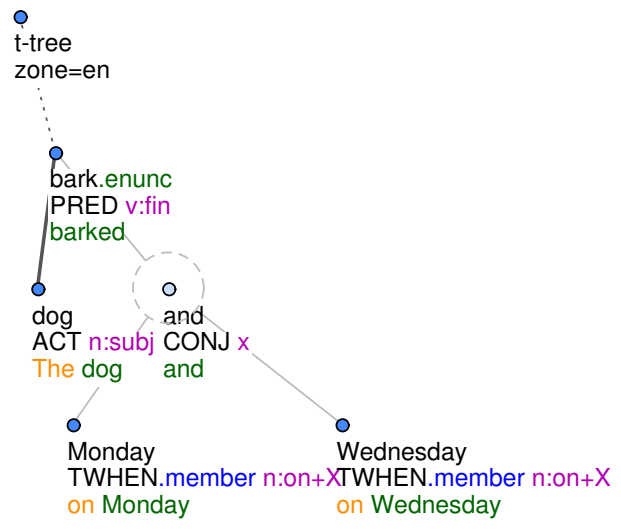 t-tree
zone=en
bark.enunc
PRED v:fin
barked
dog and
ACT n:subj CONJ x
The dog and
Monday Wednesday
TWHEN.member n:on+X TWHEN.member n:on+X
on Monday on Wednesday